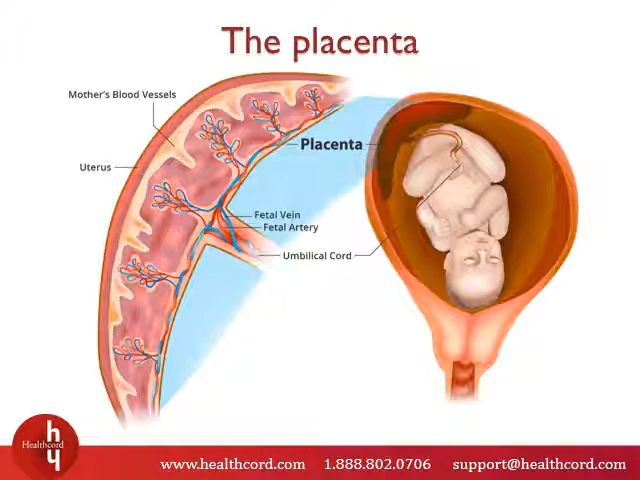 The placenta
Mother's Blood Vessels
Uterus
Placenta
Fetal Vein
Fetal Artery
Umbilical Cord
h
Healthcord
y
www.healthcord.com 1.888.802.0706 support@healthcord.com